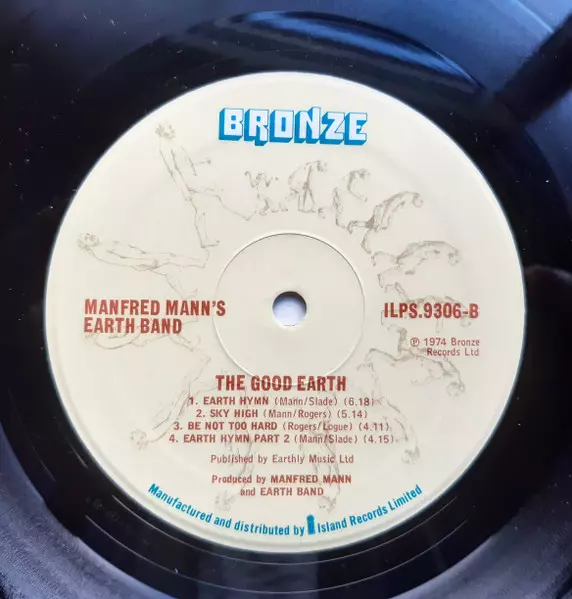 BRONZE
MANFRED MANN'S
EARTH BAND
ILPS.9306-B
℗ 1974 Bronze
Records Ltd
THE GOOD EARTH
1. EARTH HYMN (Mann/Slade) (6.18)
2. SKY HIGH (Mann/Rogers) (5.14)
3. BE NOT TOO HARD (Rogers/Logue) (4.11)
4. EARTH HYMN PART 2 (Mann/Slade) (4.15)
Published by Earthly Music Ltd
Produced by MANFRED MANN
and EARTH BAND
Manufactured and distributed by Island Records Limited